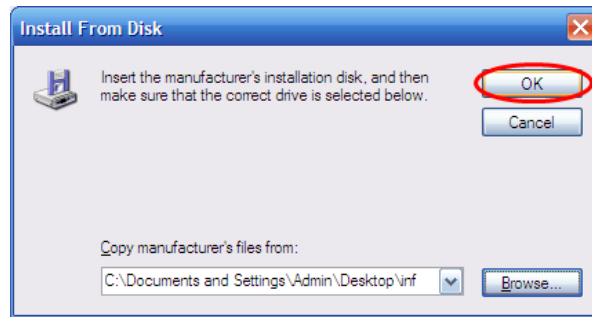 Install From Disk
Insert the manufacturer's installation disk, and then
make sure that the correct drive is selected below.
OK
Cancel
Copy manufacturer's files from:
C:\Documents and Settings\Admin\Desktop\inf
Browse...